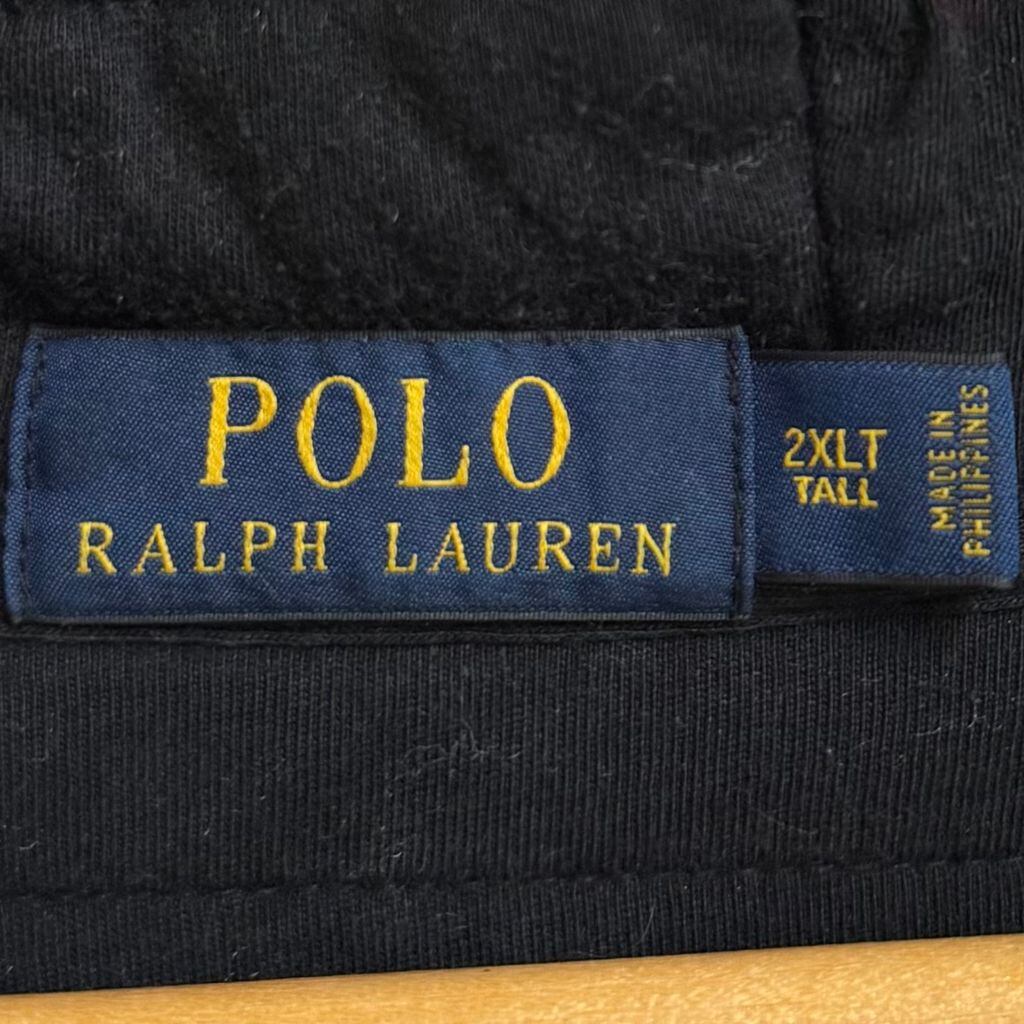 POLO
RALPH LAUREN
2XLT
TALL
MADE IN
PHILIPPINES